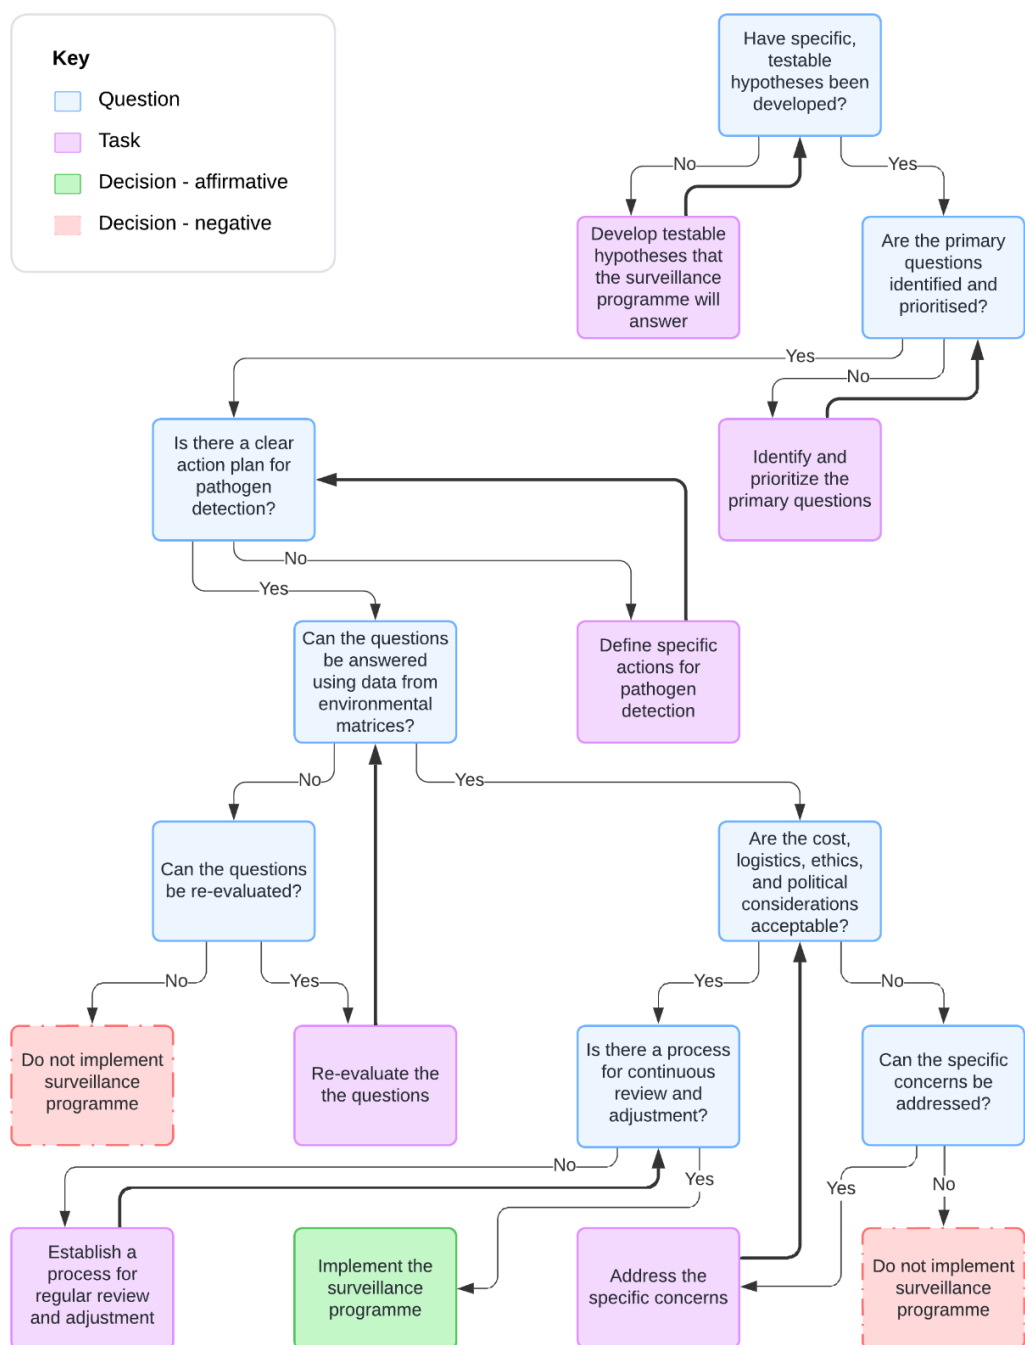 Key
Question
Task
Decision - affirmative
Decision - negative
Have specific,
testable
hypotheses been
developed?
No
Yes
Develop testable
hypotheses that
the surveillance
programme will
answer
Are the primary
questions
identified and
prioritised?
Yes
No
Identify and
prioritize the
primary questions
Is there a clear
action plan for
pathogen
detection?
No
Yes
Can the questions
be answered
using data from
environmental
matrices?
Define specific
actions for
pathogen
detection
No
Yes
Can the questions
be re-evaluated?
Are the cost,
logistics, ethics,
and political
considerations
acceptable?
No
Yes
Yes
No
Do not implement
surveillance
programme
Re-evaluate the
the questions
Is there a process
for continuous
review and
adjustment?
Can the specific
concerns be
addressed?
No
Yes
Yes
No
Establish a
process for
regular review
and adjustment
Implement the
surveillance
programme
Address the
specific concerns
Do not implement
surveillance
programme